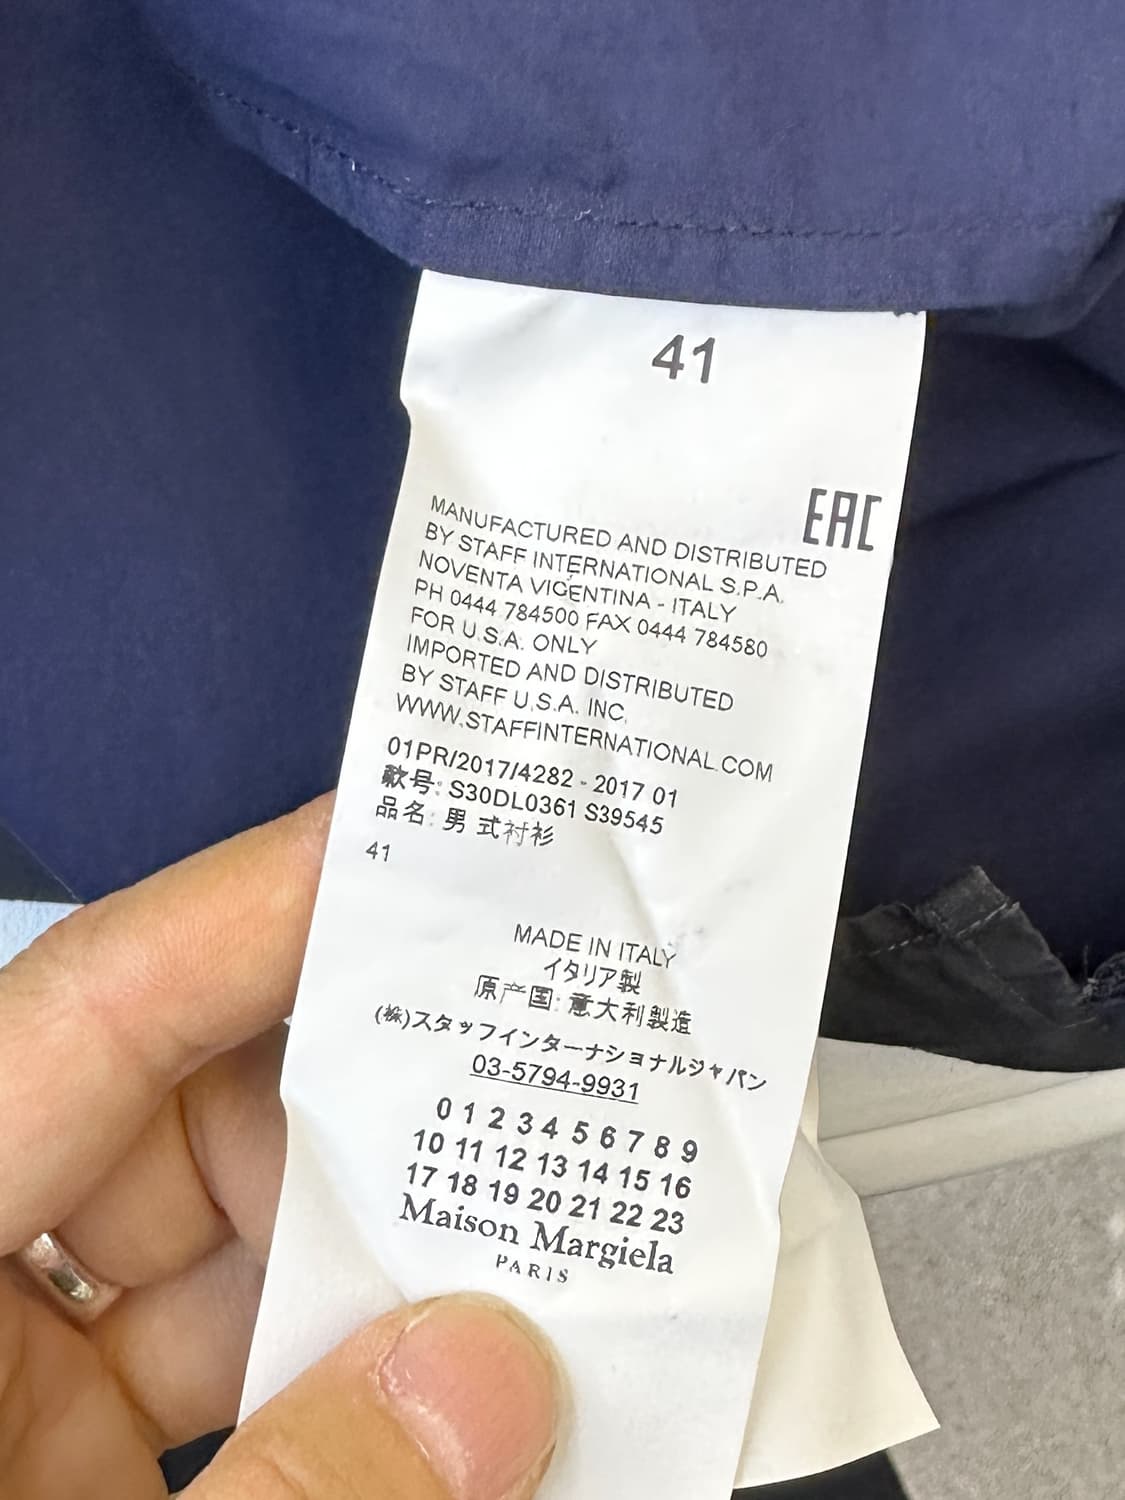 41
EAC
MANUFACTURED AND DISTRIBUTED
BY STAFF INTERNATIONAL S.P.A.
NOVENTA VICENTINA - ITALY
PH 0444 784500 FAX 0444 784580
FOR U.S.A. ONLY
IMPORTED AND DISTRIBUTED
BY STAFF U.S.A. INC.
WWW.STAFFINTERNATIONAL.COM
01PR/2017/4282 - 2017 01
款号: S30DL0361 S39545
品名: 男式衬衫
41
MADE IN ITALY
イタリア製
原产国: 意大利製造
(株)スタッフインターナショナルジャパン
03-5794-9931
0 1 2 3 4 5 6 7 8 9
10 11 12 13 14 15 16
17 18 19 20 21 22 23
Maison Margiela
PARIS